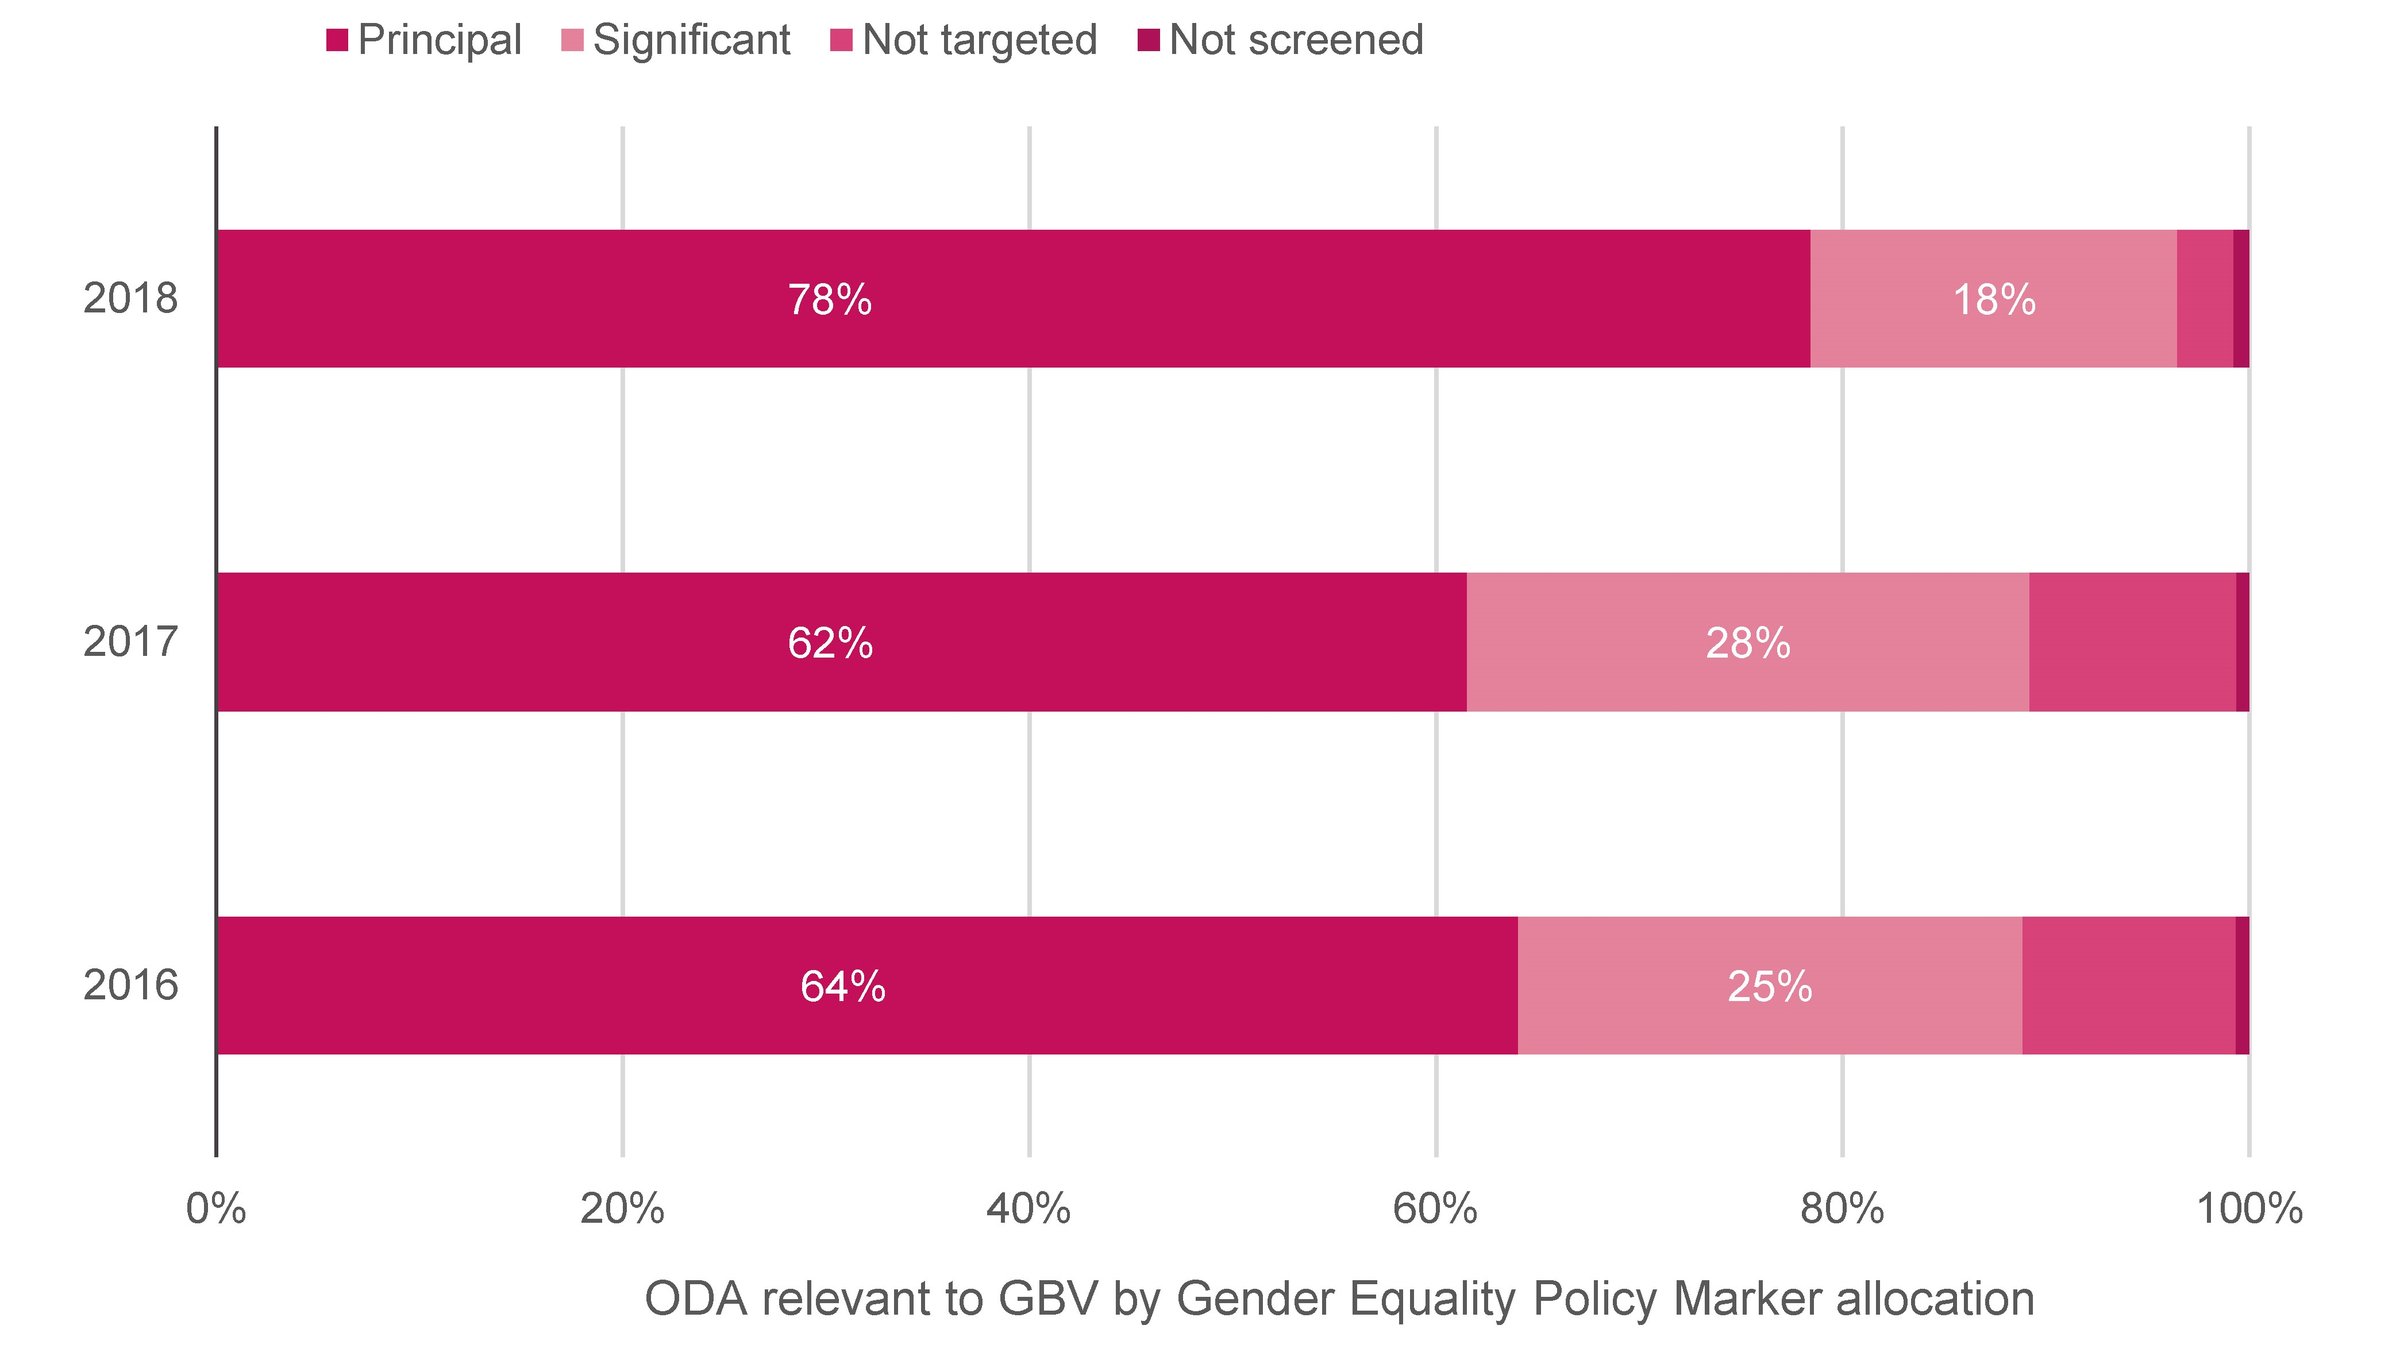 Principal Significant Not targeted Not screened
2018 78% 18%
2017 62% 28%
2016 64% 25%
0% 20% 40% 60% 80% 100%
ODA relevant to GBV by Gender Equality Policy Marker allocation